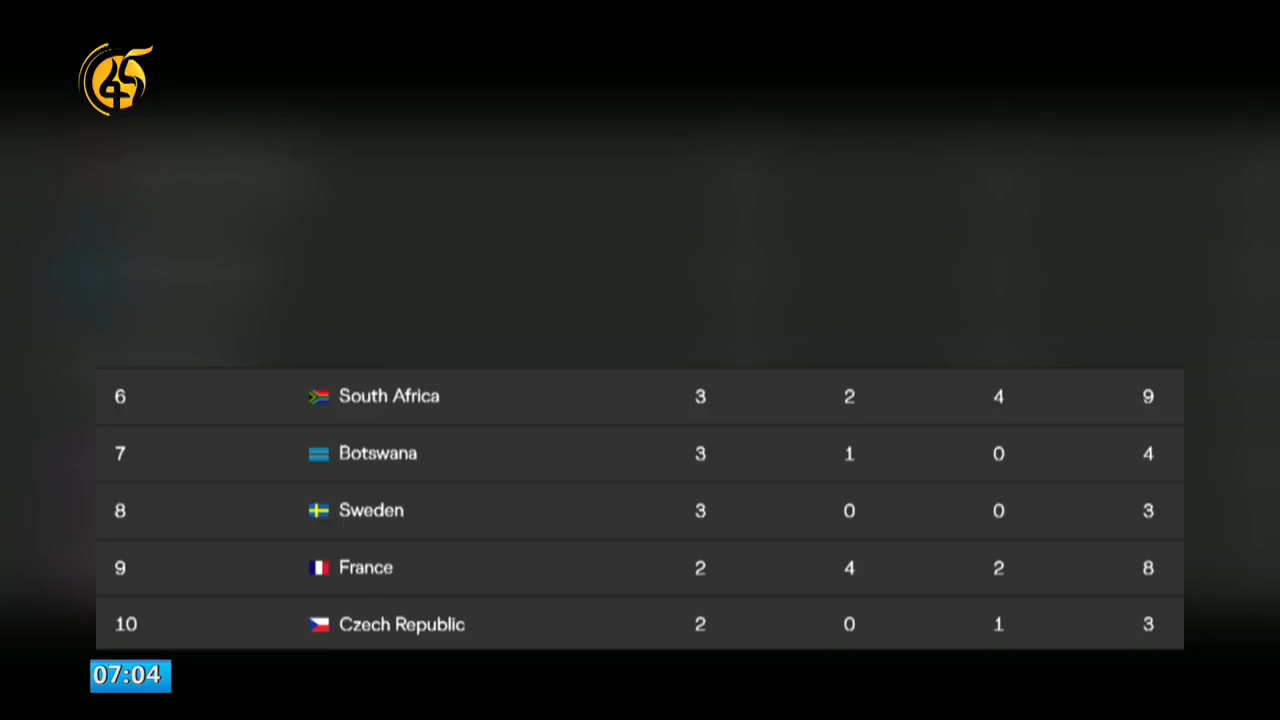 6 South Africa 3 2 4 9
7 Botswana 3 1 0 4
8 Sweden 3 0 0 3
9 France 2 4 2 8
10 Czech Republic 2 0 1 3
07:04